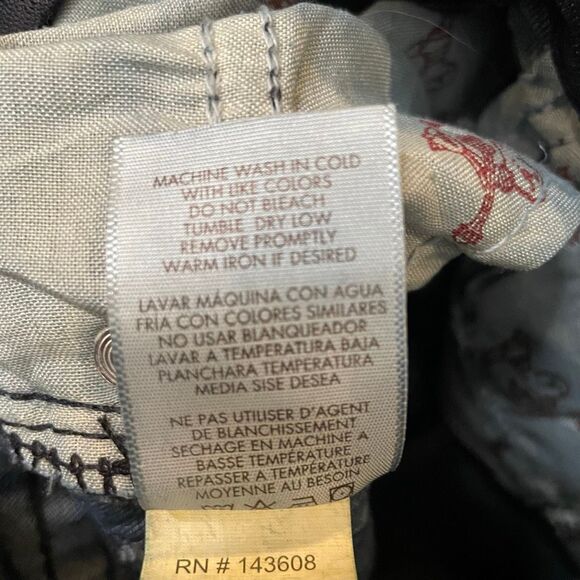 MACHINE WASH IN COLD
WITH LIKE COLORS
DO NOT BLEACH
TUMBLE DRY LOW
REMOVE PROMPTLY
WARM IRON IF DESIRED
LAVAR MÁQUINA CON AGUA
FRÍA CON COLORES SIMILARES
NO USAR BLANQUEADOR
LAVAR A TEMPERATURA BAJA
PLANCHARA TEMPERATURA
MEDIA SISE DESEA
NE PAS UTILISER D'AGENT
DE BLANCHISSEMENT
SECHAGE EN MACHINE A
BASSE TEMPÉRATURE
REPASSER A TEMPÉRATURE
MOYENNE AU BESOIN
RN # 143608